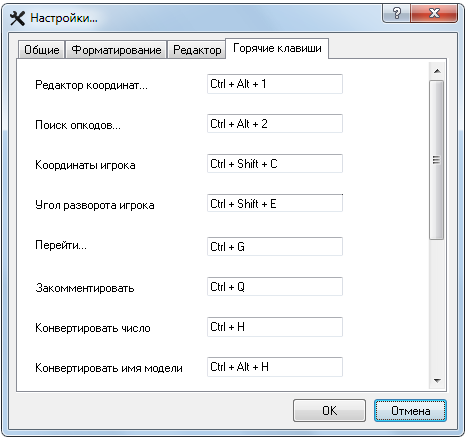 Настройки...
Общие Форматирование Редактор Горячие клавиши
Редактор координат... Ctrl + Alt + 1
Поиск опкодов... Ctrl + Alt + 2
Координаты игрока Ctrl + Shift + C
Угол разворота игрока Ctrl + Shift + E
Перейти... Ctrl + G
Закомментировать Ctrl + Q
Конвертировать число Ctrl + H
Конвертировать имя модели Ctrl + Alt + H
OK Отмена